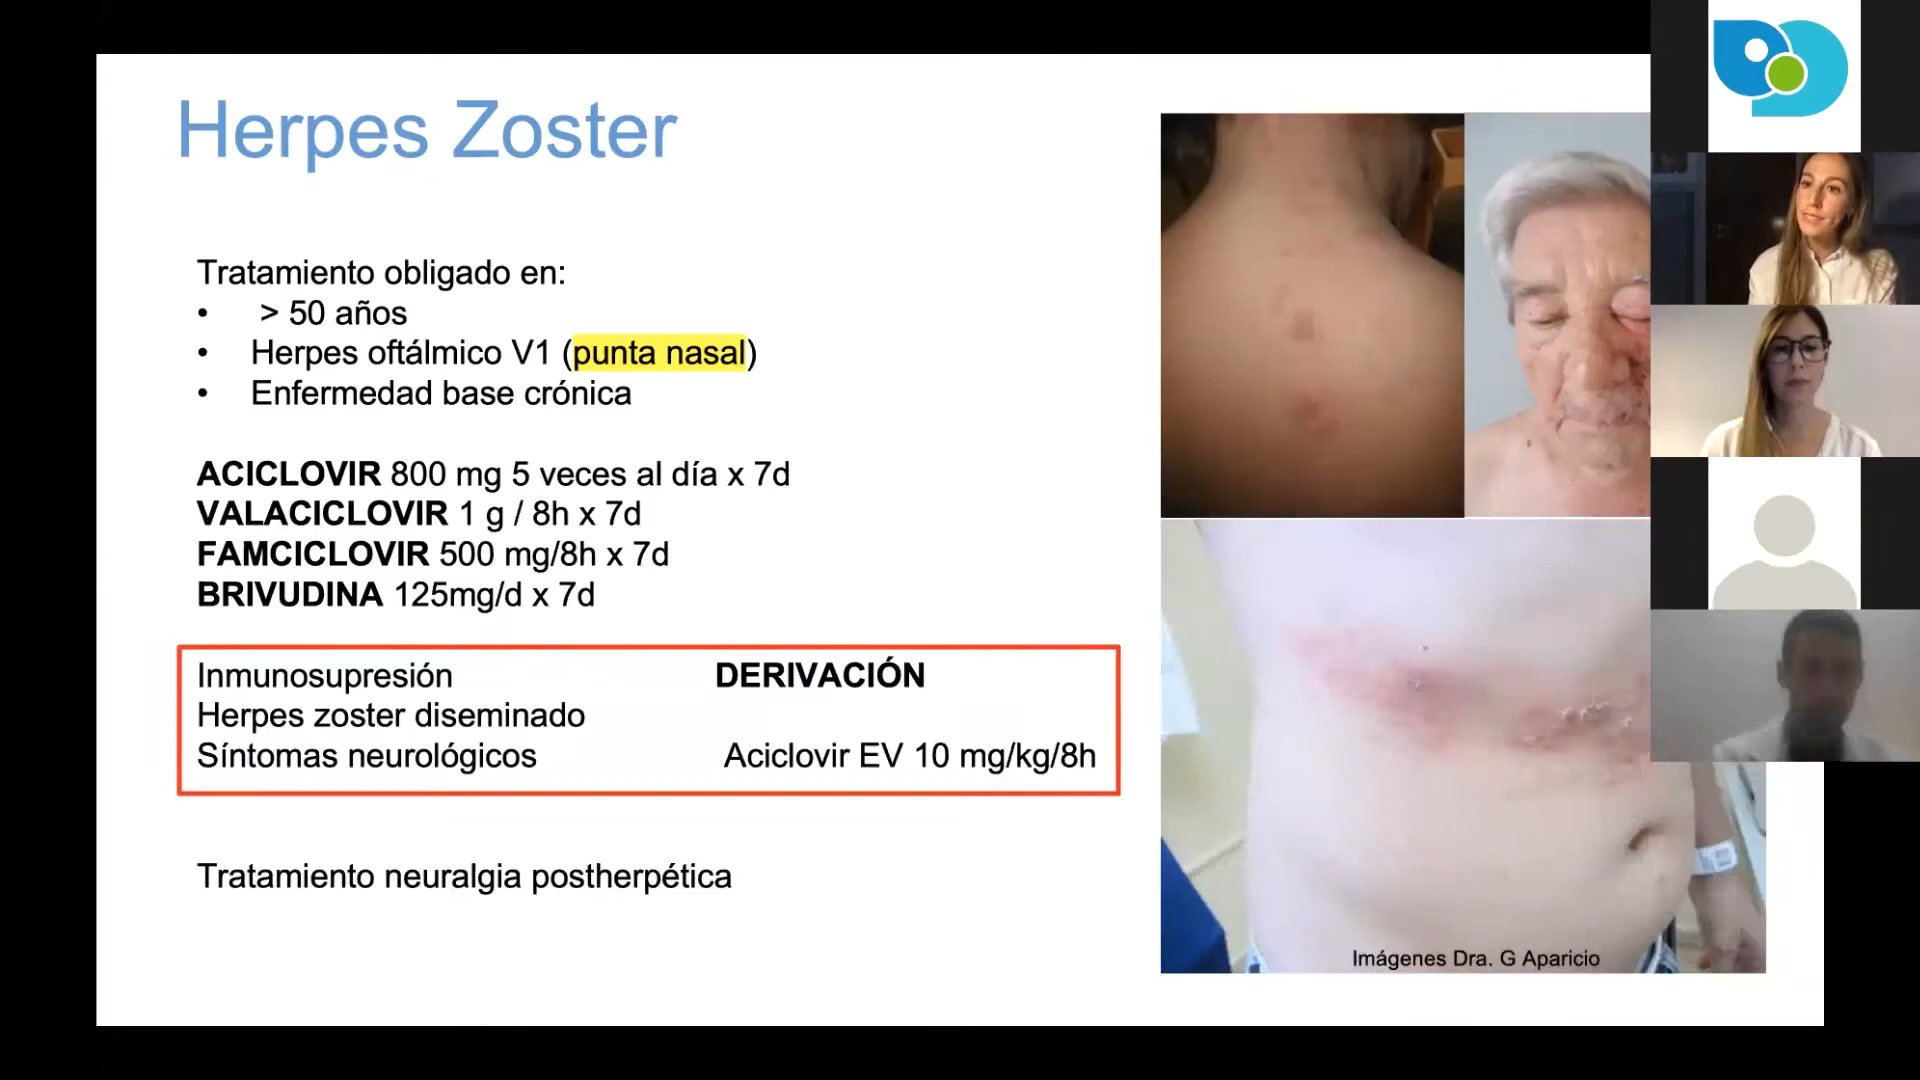 Herpes Zoster
Tratamiento obligado en:
• > 50 años
• Herpes oftálmico V1 (punta nasal)
• Enfermedad base crónica
ACICLOVIR 800 mg 5 veces al día x 7d
VALACICLOVIR 1 g / 8h x 7d
FAMCICLOVIR 500 mg/8h x 7d
BRIVUDINA 125mg/d x 7d
Inmunosupresión DERIVACIÓN
Herpes zoster diseminado
Síntomas neurológicos Aciclovir EV 10 mg/kg/8h
Tratamiento neuralgia postherpética
Imágenes Dra. G Aparicio